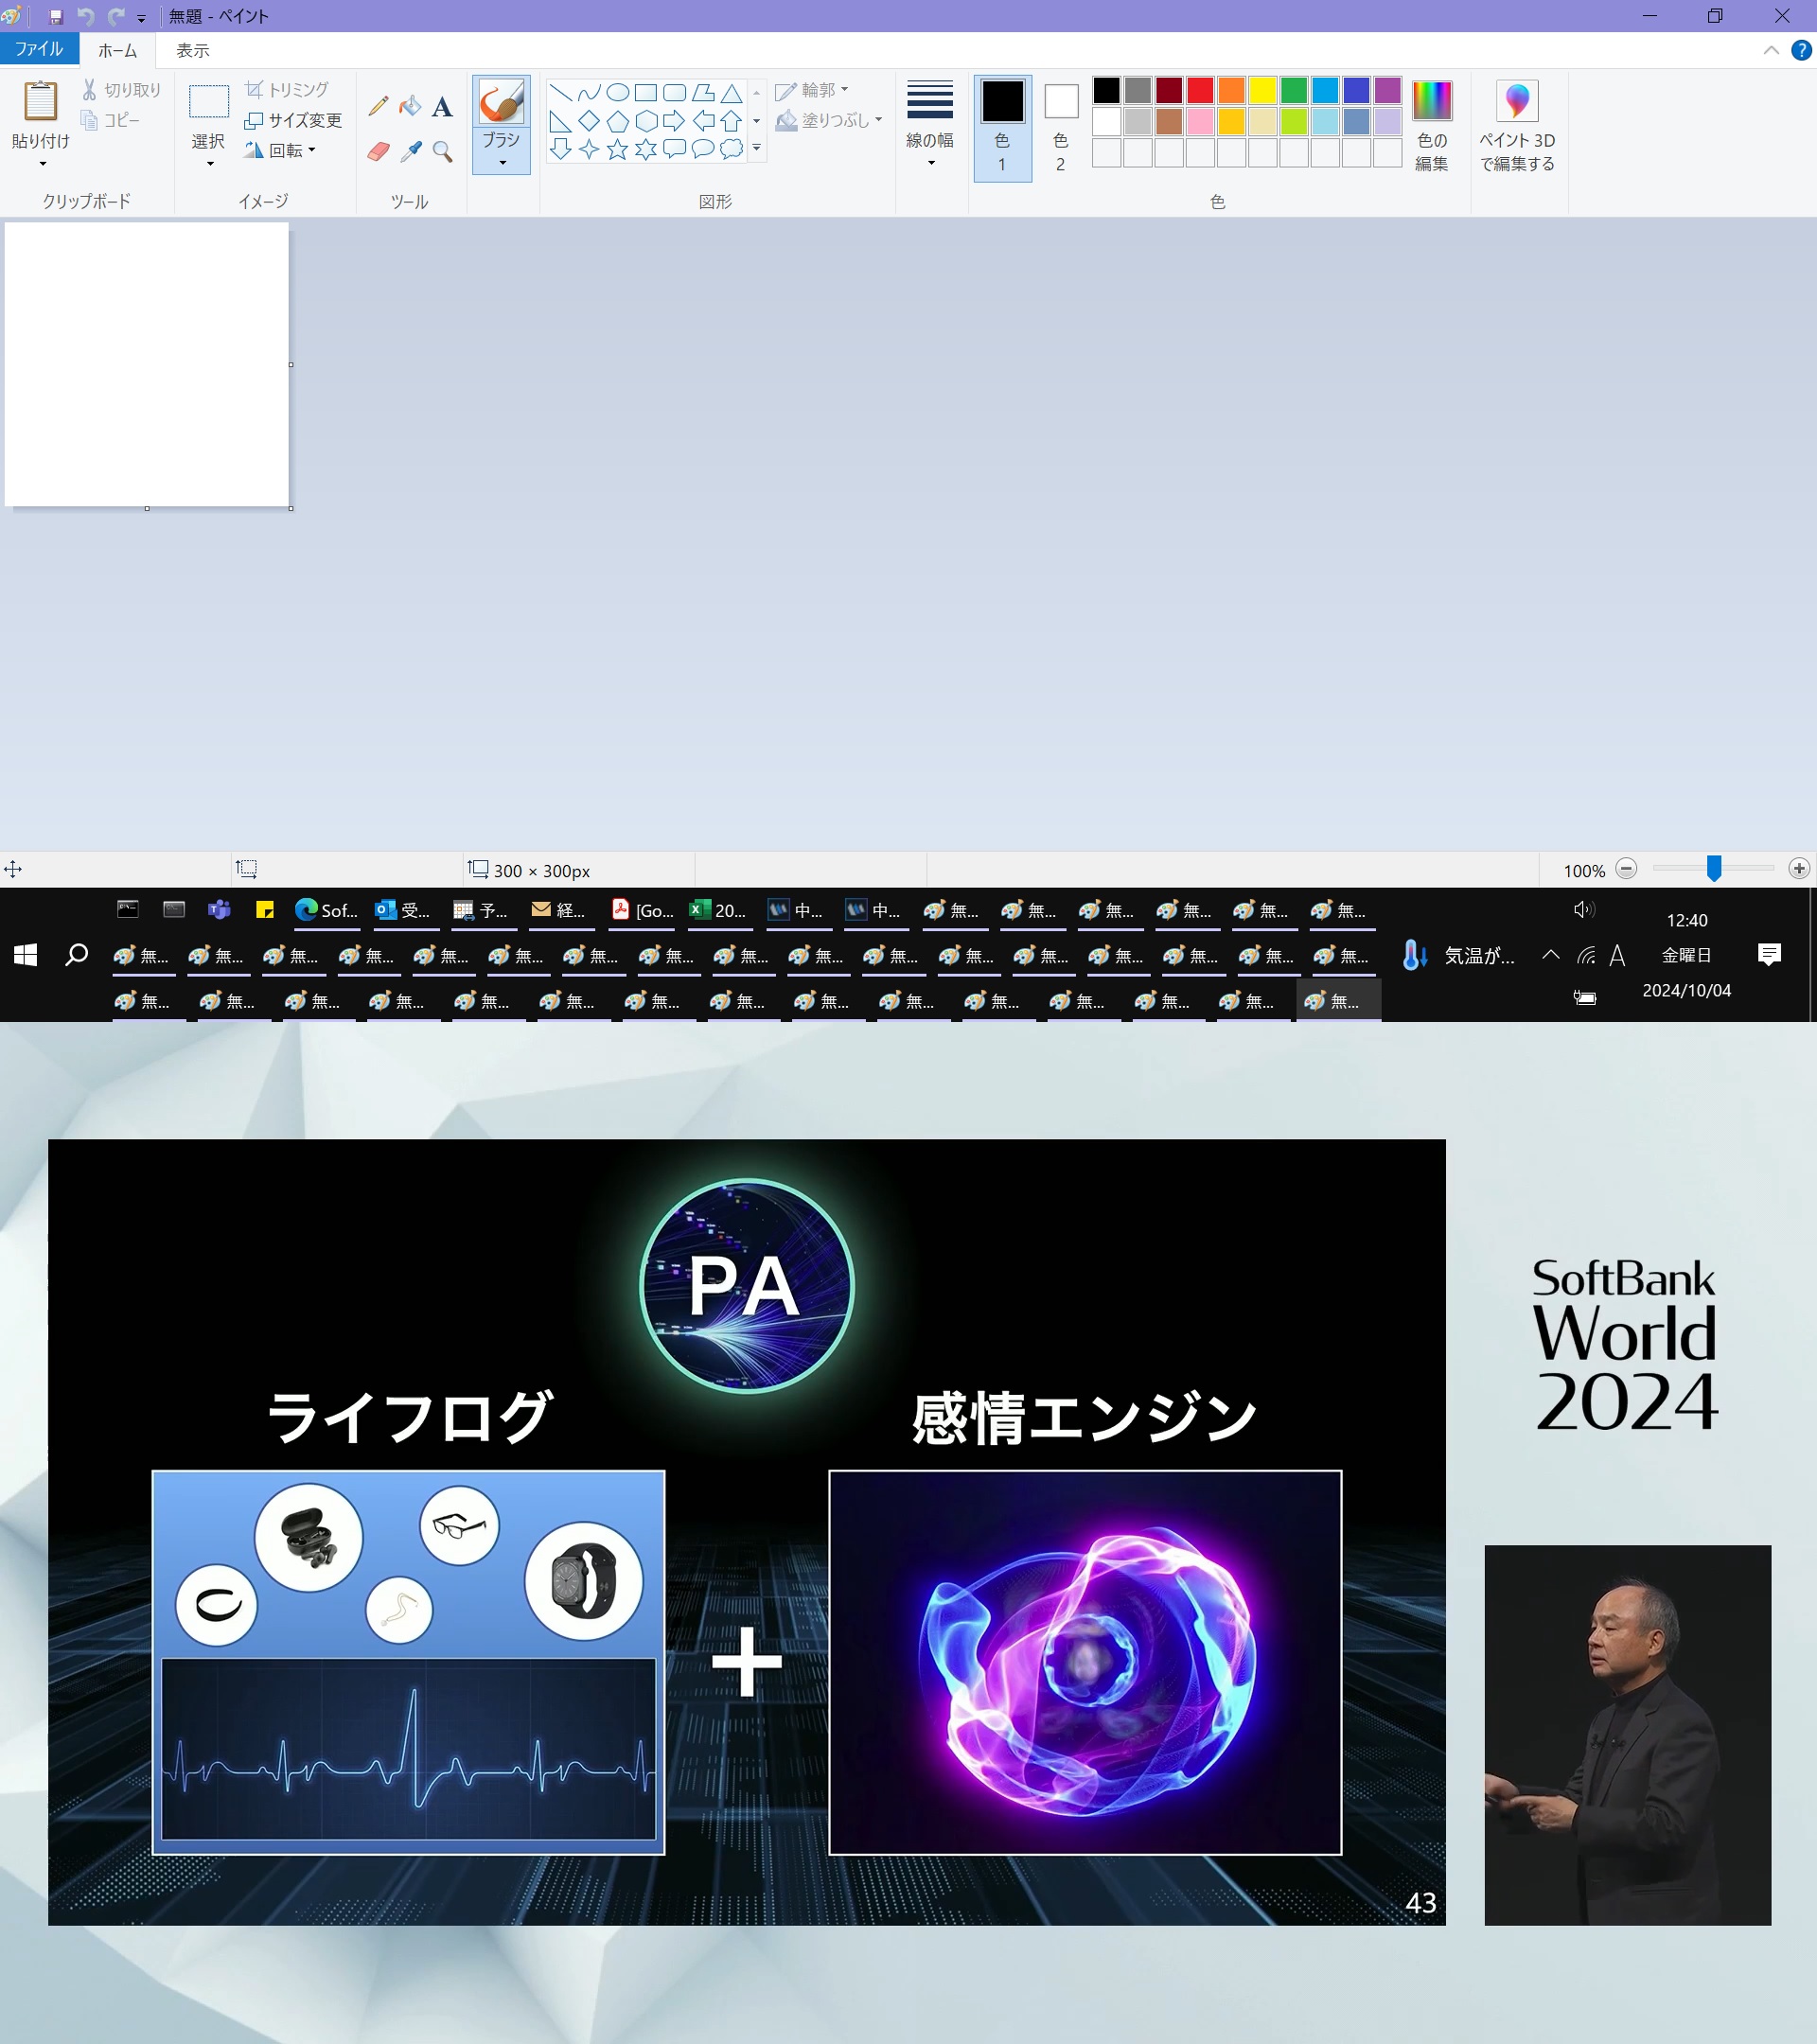 無題 - ペイント
ファイル ホーム 表示
貼り付け
切り取り
コピー
クリップボード
選択
トリミング
サイズ変更
回転
イメージ
A
ツール
ブラシ
輪郭
塗りつぶし
図形
線の幅
色
1
色
2
色の
編集
色
ペイント 3D
で編集する
300 × 300px
100%
Sof... 受... 予... 経... [Go... 20... 中... 中... 無... 無... 無... 無... 無... 無...
無... 無... 無... 無... 無... 無... 無... 無... 無... 無... 無... 無... 無... 無... 無... 無... 無...
無... 無... 無... 無... 無... 無... 無... 無... 無... 無... 無... 無... 無... 無... 無...
気温が...
A
12:40
金曜日
2024/10/04
PA
ライフログ
感情エンジン
+
43
SoftBank
World
2024